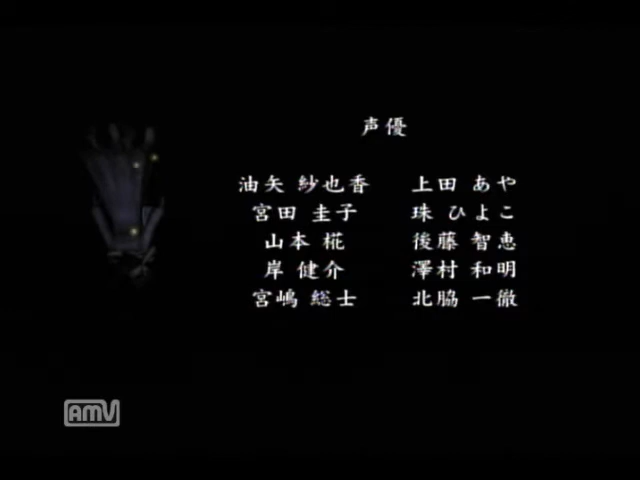 声優
油矢 紗也香 上田 あや
宮田 圭子 珠 ひよこ
山本 椛 後藤 智恵
岸 健介 澤村 和明
宮嶋 総士 北脇 一徹
AMV